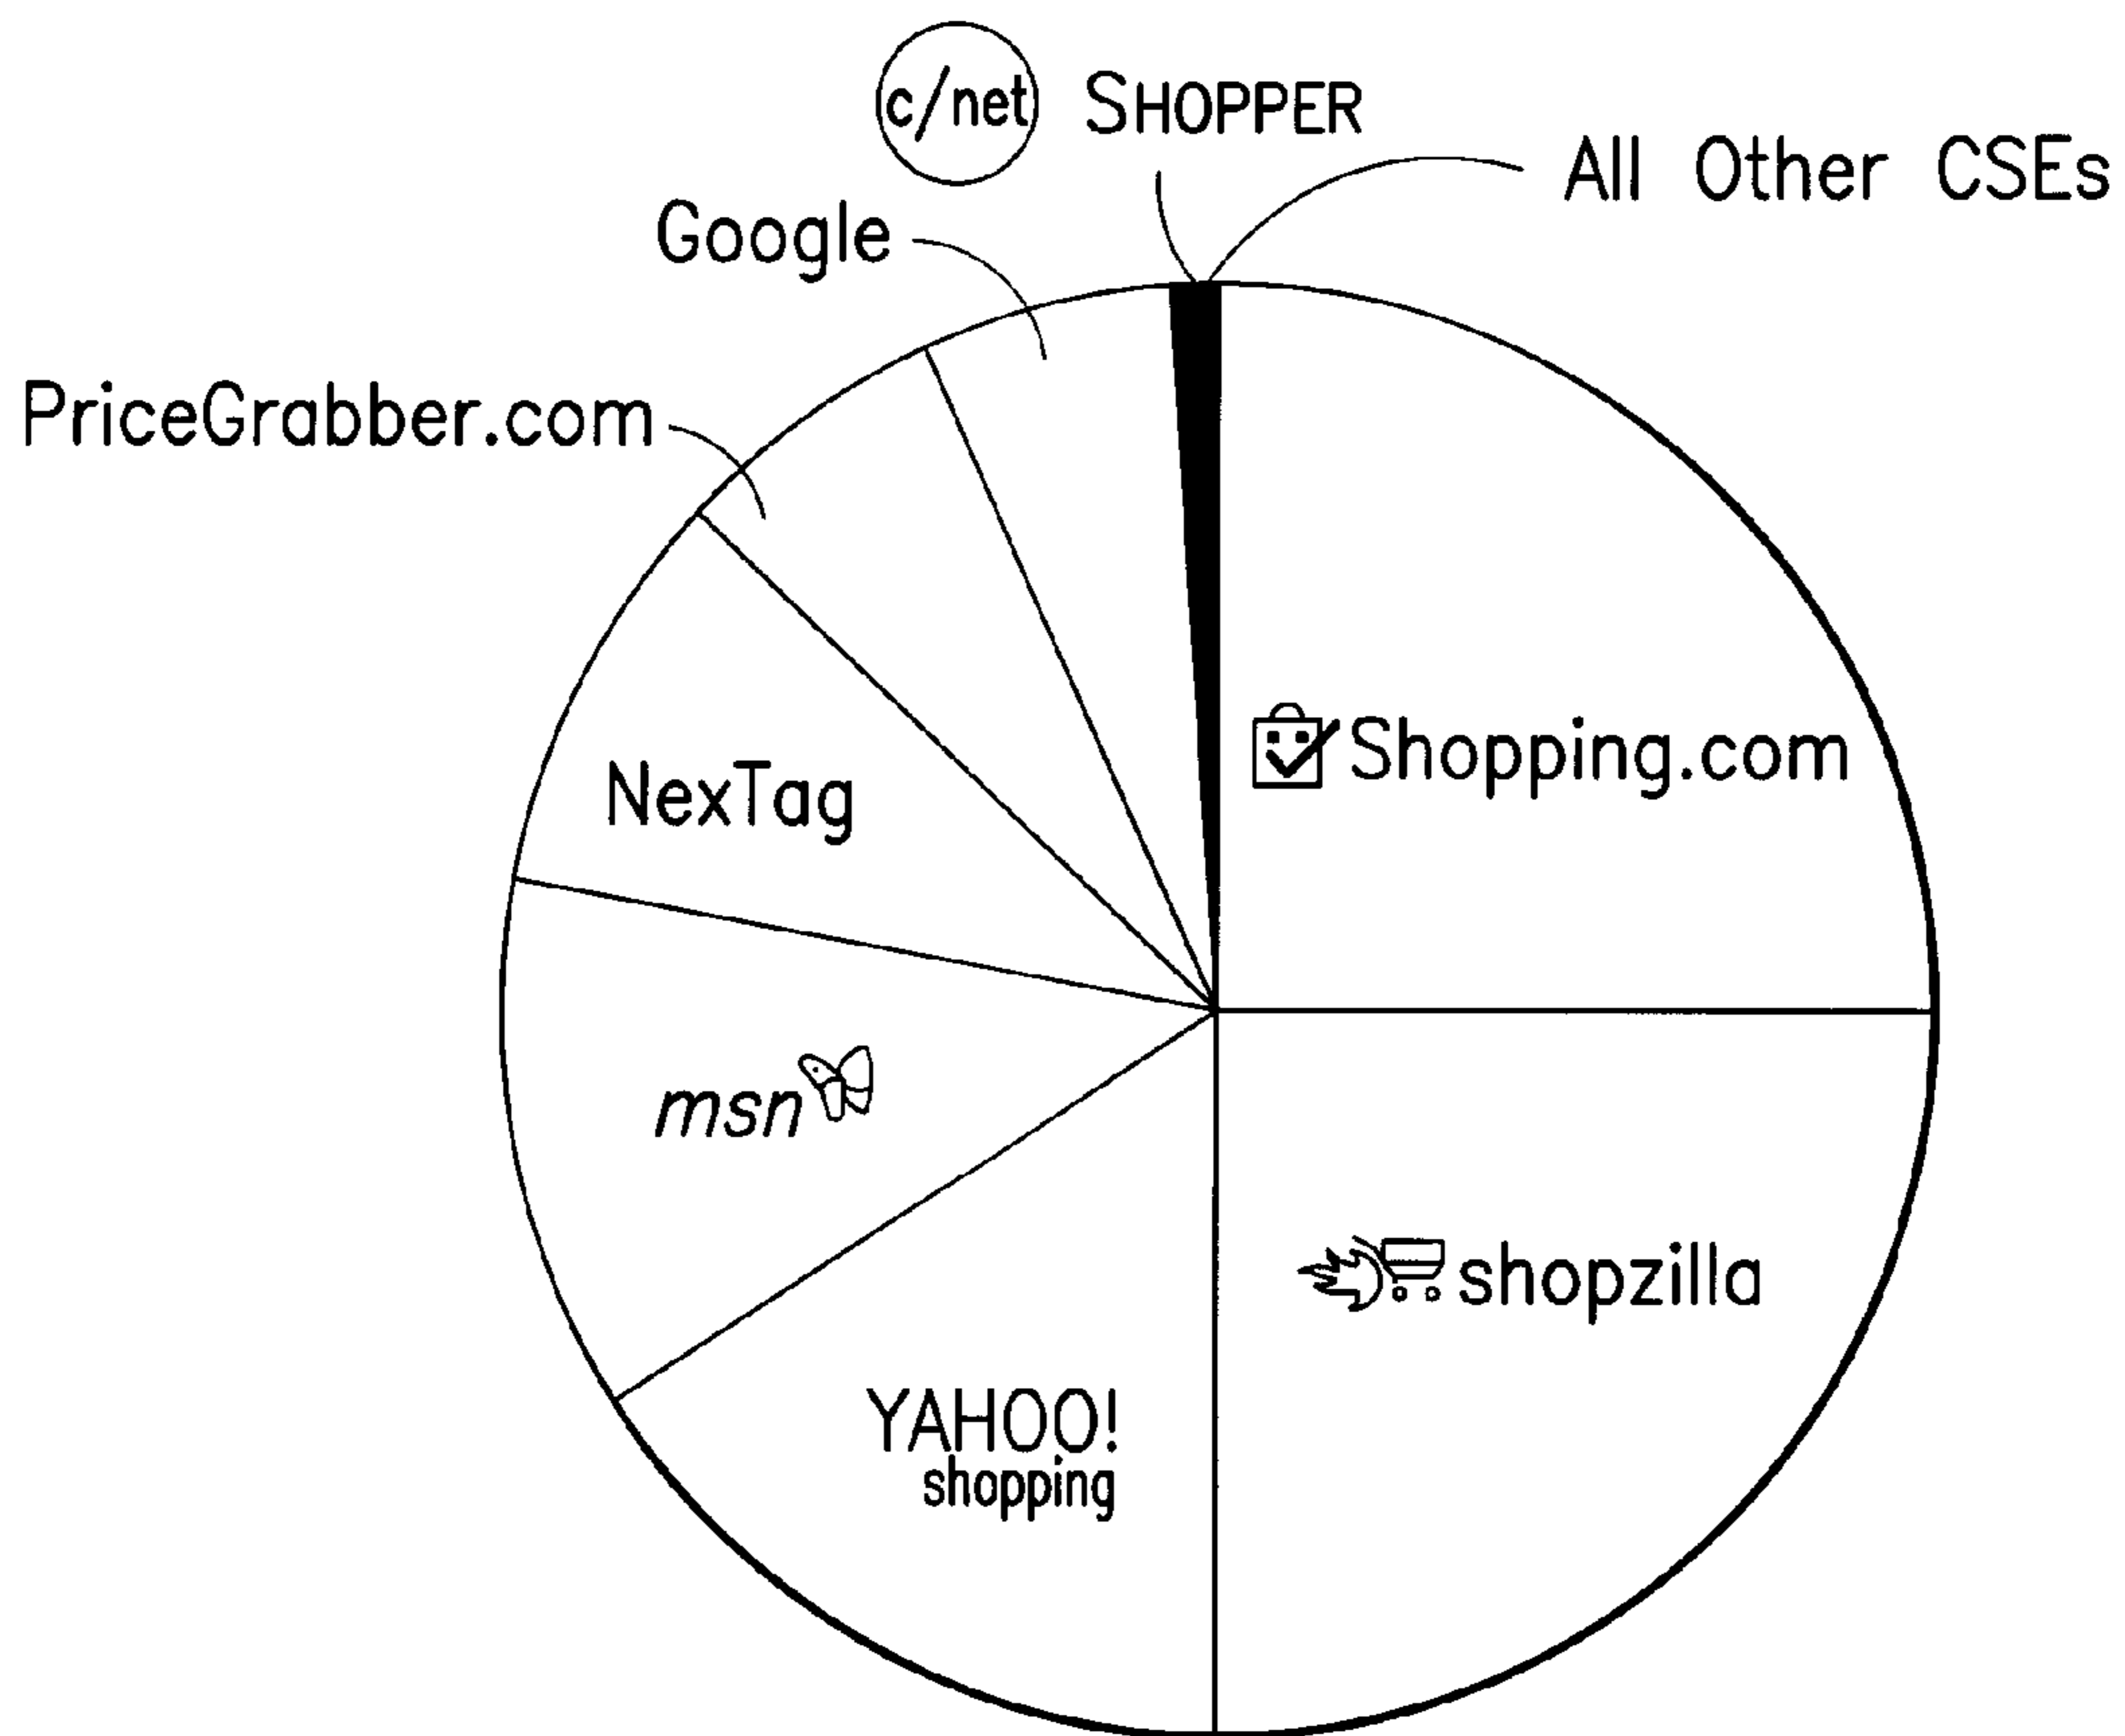 c/net SHOPPER
All Other CSEs
Google
PriceGrabber.com
Shopping.com
NexTag
msn
shopzilla
YAHOO!
shopping